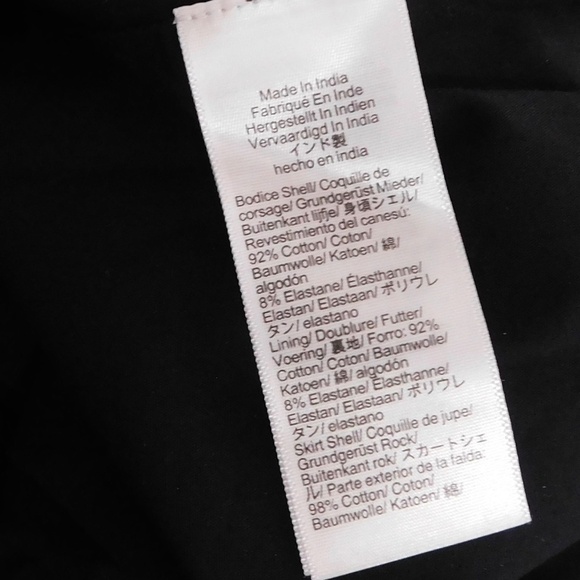 Made In India
Fabriqué En Inde
Hergestellt In Indien
Vervaardigd In India
インド製
hecho en india
Bodice Shell/ Coquille de
corsage/ Grundgerüst Mieder/
Buitenkant lijfje/ 身頃シェル/
Revestimiento del canesú:
92% Cotton/ Coton/
Baumwolle/ Katoen/ 綿/
algodón
8% Elastane/ Élasthanne/
Elastan/ Elastaan/ ポリウレ
タン/ elastano
Lining/ Doublure/ Futter/
Voering/ 裏地/ Forro: 92%
Cotton/ Coton/ Baumwolle/
Katoen/ 綿/ algodón
8% Elastane/ Élasthanne/
Elastan/ Elastaan/ ポリウレ
タン/ elastano
Skirt Shell/ Coquille de jupe/
Grundgerüst Rock/
Buitenkant rok/ スカートシェ
ル/ Parte exterior de la falda:
98% Cotton/ Coton/
Baumwolle/ Katoen/ 綿/